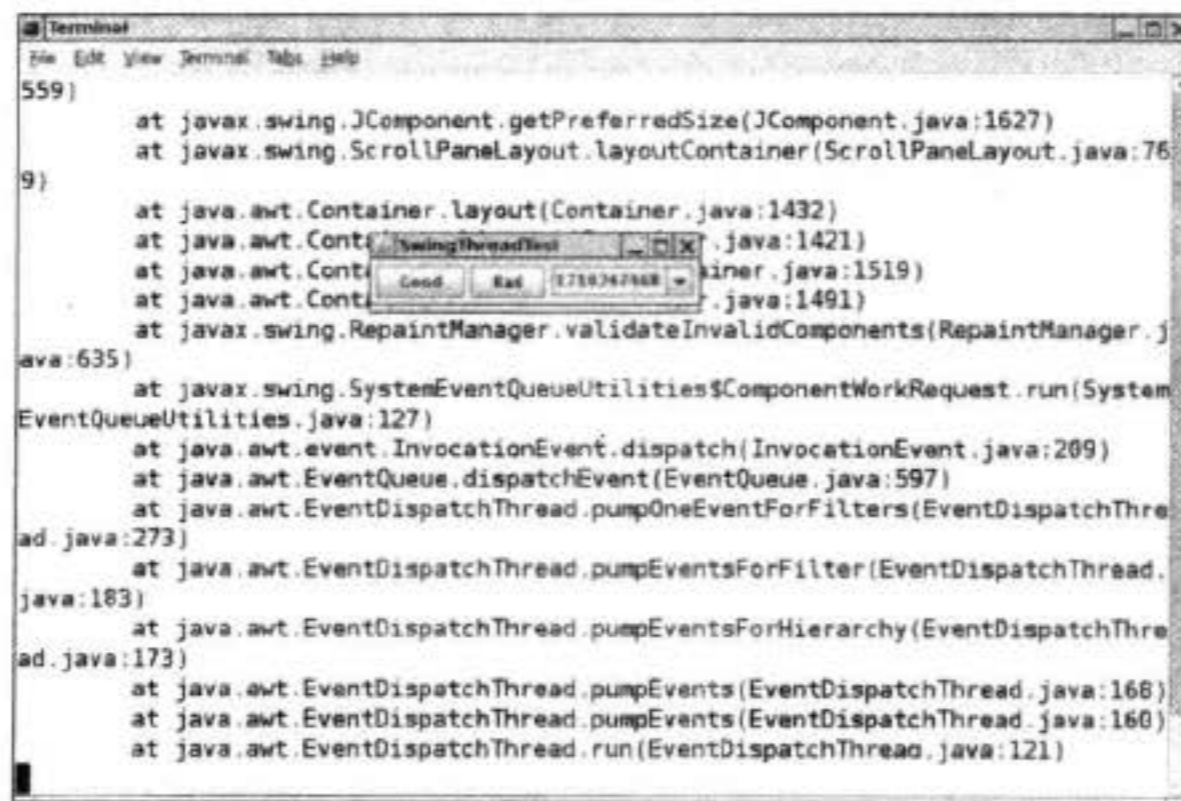 Terminal
File Edit View Terminal Tabs Help
559)
at javax.swing.JComponent.getPreferredSize(JComponent.java:1627)
at javax.swing.ScrollPaneLayout.layoutContainer(ScrollPaneLayout.java:76
9)
at java.awt.Container.layout(Container.java:1432)
at java.awt.Conta r.java:1421)
at java.awt.Conta ainer.java:1519)
at java.awt.Conta r.java:1491)
SwingThreadTest
Good Bad
at javax.swing.RepaintManager.validateInvalidComponents(RepaintManager.j
ava:635)
at javax.swing.SystemEventQueueUtilities$ComponentWorkRequest.run(System
EventQueueUtilities.java:127)
at java.awt.event.InvocationEvent.dispatch(InvocationEvent.java:209)
at java.awt.EventQueue.dispatchEvent(EventQueue.java:597)
at java.awt.EventDispatchThread.pumpOneEventForFilters(EventDispatchThre
ad.java:273)
at java.awt.EventDispatchThread.pumpEventsForFilter(EventDispatchThread.
java:183)
at java.awt.EventDispatchThread.pumpEventsForHierarchy(EventDispatchThre
ad.java:173)
at java.awt.EventDispatchThread.pumpEvents(EventDispatchThread.java:168)
at java.awt.EventDispatchThread.pumpEvents(EventDispatchThread.java:160)
at java.awt.EventDispatchThread.run(EventDispatchThread.java:121)